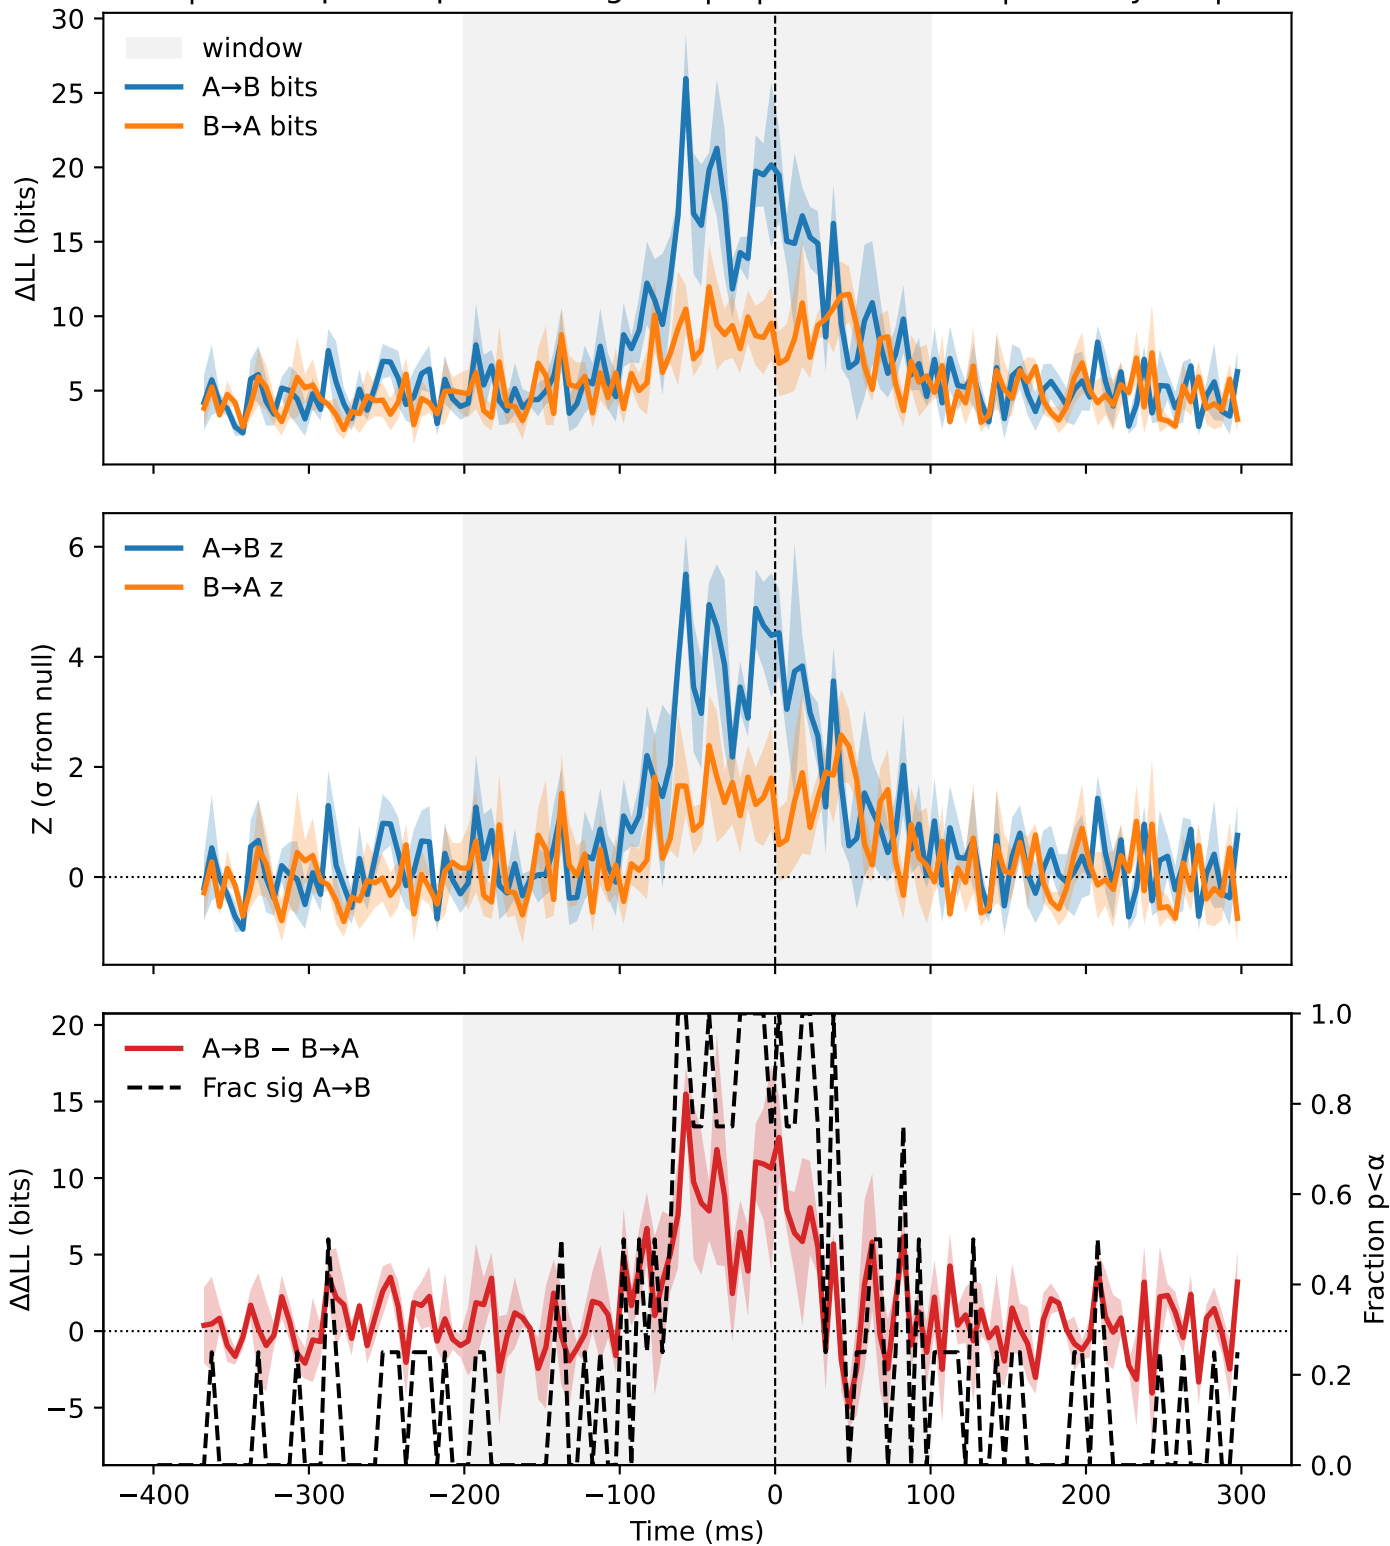 30
25
20
15
10
5
ΔLL (bits)
window
A→B bits
B→A bits
6
4
2
0
Z (σ from null)
A→B z
B→A z
20
15
10
5
0
−5
ΔΔLL (bits)
A→B − B→A
Frac sig A→B
1.0
0.8
0.6
0.4
0.2
0.0
Fraction p<α
−400 −300 −200 −100 0 100 200 300
Time (ms)